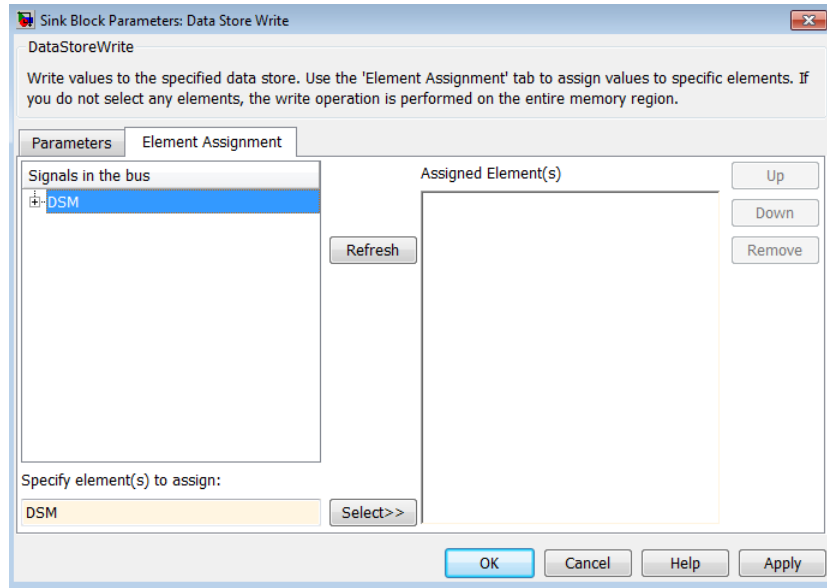 Sink Block Parameters: Data Store Write
DataStoreWrite
Write values to the specified data store. Use the 'Element Assignment' tab to assign values to specific elements. If
you do not select any elements, the write operation is performed on the entire memory region.
Parameters
Element Assignment
Signals in the bus
DSM
Refresh
Assigned Element(s)
Up
Down
Remove
Specify element(s) to assign:
DSM
Select>>
OK
Cancel
Help
Apply